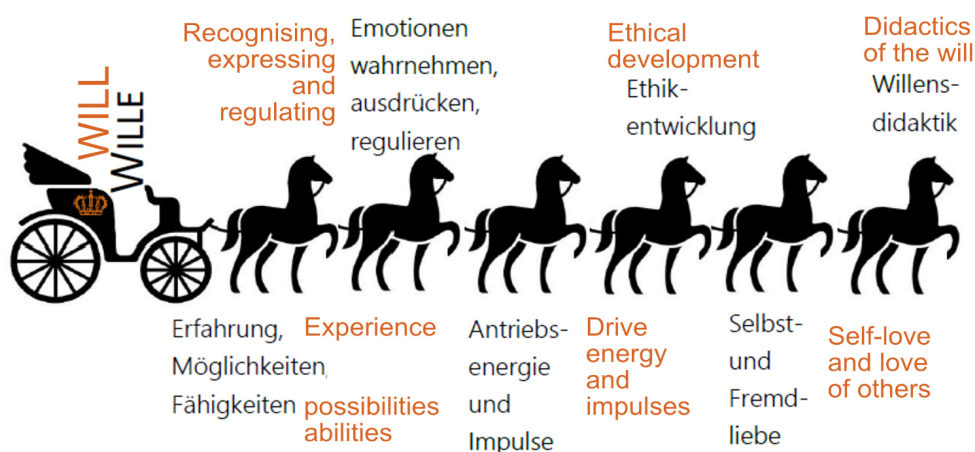 WILL
WILLE
Recognising,
expressing
and
regulating
Emotionen
wahrnehmen,
ausdrücken,
regulieren
Ethical
development
Ethik-
entwicklung
Didactics
of the will
Willens-
didaktik
Erfahrung,
Möglichkeiten,
Fähigkeiten
Experience
possibilities
abilities
Antriebs-
energie
und
Impulse
Drive
energy
and
impulses
Selbst-
und
Fremd-
liebe
Self-love
and love
of others